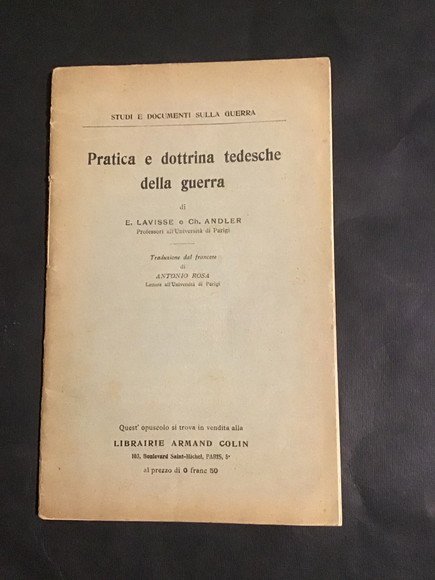 STUDI E DOCUMENTI SULLA GUERRA
Pratica e dottrina tedesche
della guerra
di
E. LAVISSE e Ch. ANDLER
Professori all'Università di Parigi
Traduzione dal francese
di
ANTONIO ROSA
Lettore all'Università di Parigi
Quest' opuscolo si trova in vendita alla
LIBRAIRIE ARMAND COLIN
103, Boulevard Saint-Michel, PARIS, 5e
al prezzo di 0 franc 50